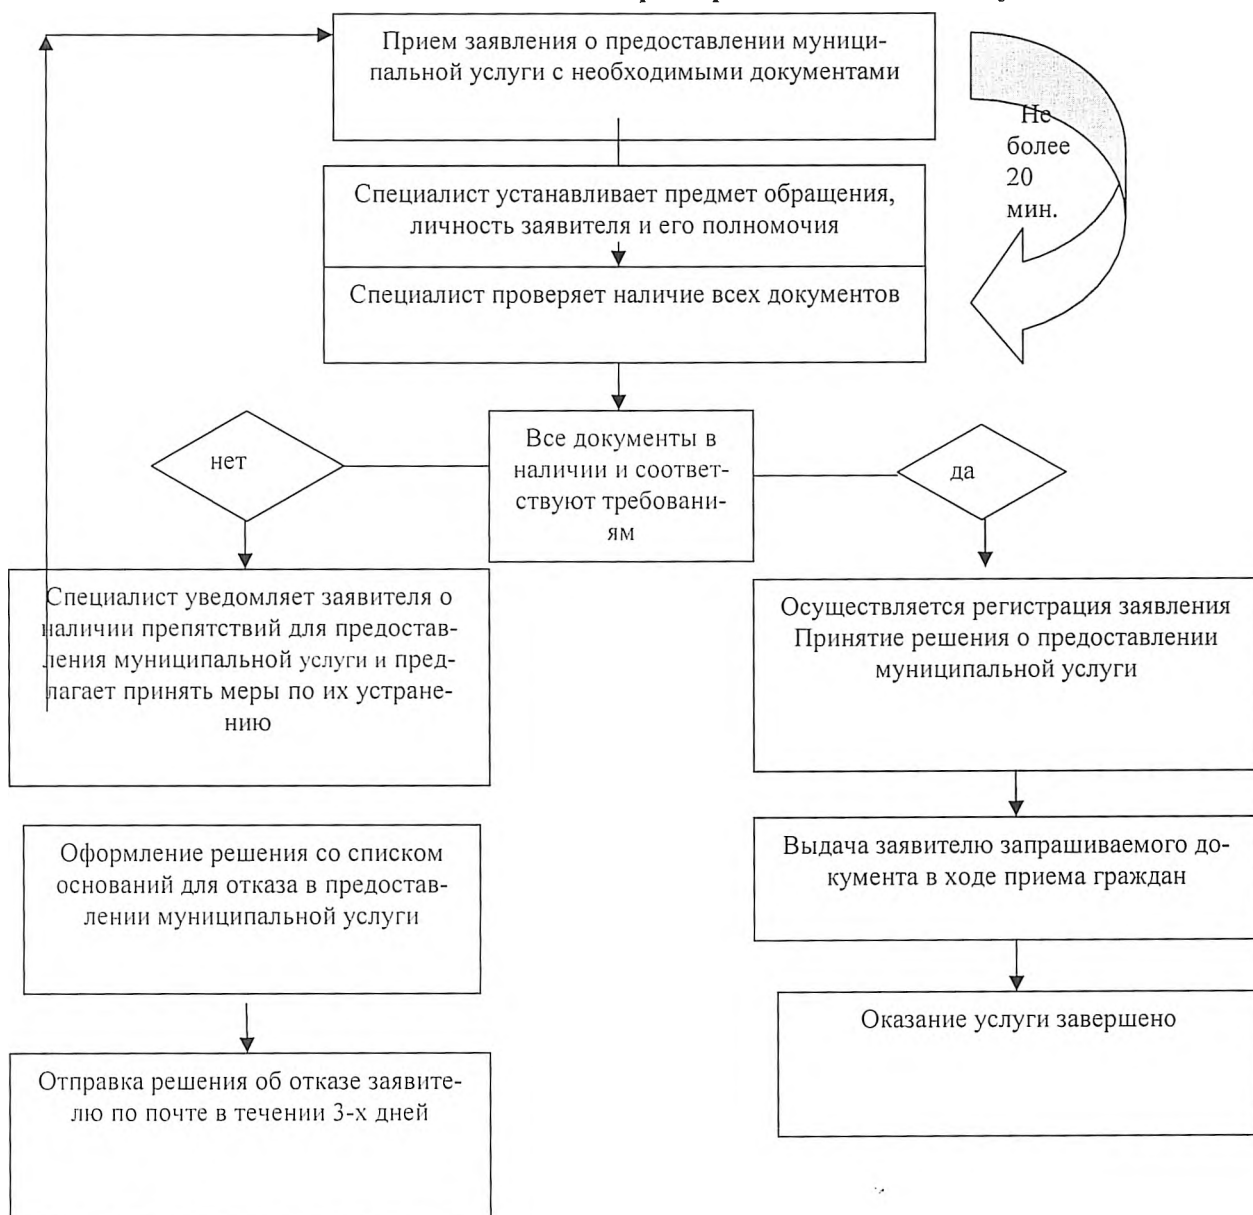 Прием заявления о предоставлении муници-
пальной услуги с необходимыми документами
Не
более
20
мин.
Специалист устанавливает предмет обращения,
личность заявителя и его полномочия
Специалист проверяет наличие всех документов
нет
Все документы в
наличии и соответ-
ствуют требовани-
ям
да
Специалист уведомляет заявителя о
наличии препятствий для предостав-
ления муниципальной услуги и пред-
лагает принять меры по их устране-
нию
Осуществляется регистрация заявления
Принятие решения о предоставлении
муниципальной услуги
Оформление решения со списком
оснований для отказа в предостав-
лении муниципальной услуги
Выдача заявителю запрашиваемого до-
кумента в ходе приема граждан
Отправка решения об отказе заявите-
лю по почте в течении 3-х дней
Оказание услуги завершено